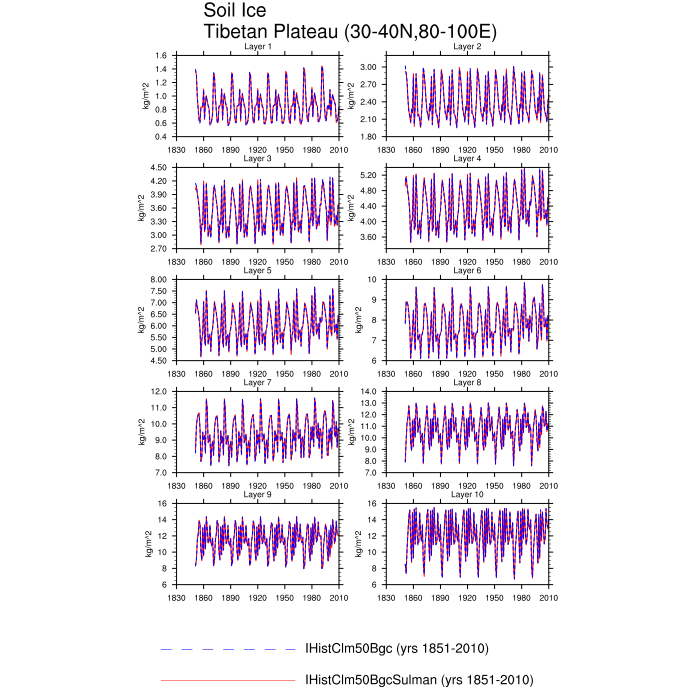 Soil Ice
Tibetan Plateau (30-40N,80-100E)
Layer 1
Layer 2
kg/m^2
1.6
1.4
1.2
1.0
0.8
0.6
0.4
1830 1860 1890 1920 1950 1980 2010
kg/m^2
3.00
2.70
2.40
2.10
1.80
1830 1860 1890 1920 1950 1980 2010
Layer 3
Layer 4
kg/m^2
4.50
4.20
3.90
3.60
3.30
3.00
2.70
1830 1860 1890 1920 1950 1980 2010
kg/m^2
5.20
4.80
4.40
4.00
3.60
1830 1860 1890 1920 1950 1980 2010
Layer 5
Layer 6
kg/m^2
8.00
7.50
7.00
6.50
6.00
5.50
5.00
4.50
1830 1860 1890 1920 1950 1980 2010
kg/m^2
10
9
8
7
6
1830 1860 1890 1920 1950 1980 2010
Layer 7
Layer 8
kg/m^2
12.0
11.0
10.0
9.0
8.0
7.0
1830 1860 1890 1920 1950 1980 2010
kg/m^2
14.0
13.0
12.0
11.0
10.0
9.0
8.0
7.0
1830 1860 1890 1920 1950 1980 2010
Layer 9
Layer 10
kg/m^2
16
14
12
10
8
6
1830 1860 1890 1920 1950 1980 2010
kg/m^2
16
14
12
10
8
6
1830 1860 1890 1920 1950 1980 2010
IHistClm50Bgc (yrs 1851-2010)
IHistClm50BgcSulman (yrs 1851-2010)